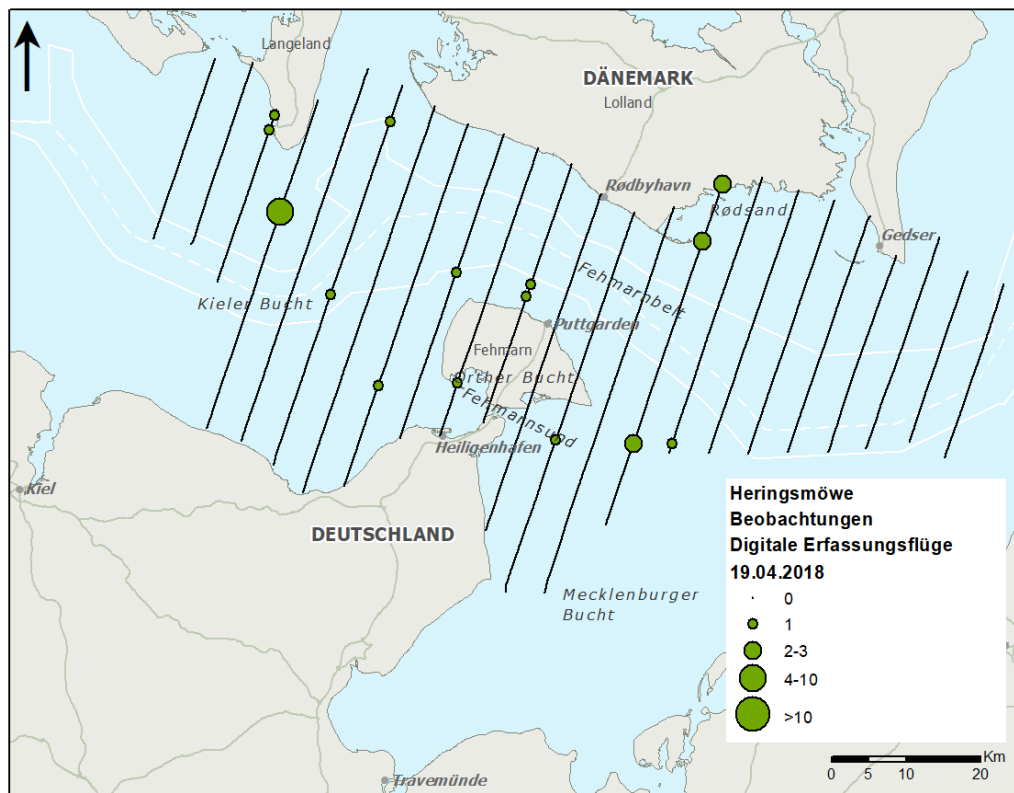 Langeland
DÄNEMARK
Lolland
Rødbyhavn
Rødsand
Gedser
Fehmarnbelt
Kieler Bucht
Puttgarden
Fehmarn
Orther Bucht
Fehmarnsund
Heiligenhafen
Kiel
DEUTSCHLAND
Mecklenburger
Bucht
Travemünde
Heringsmöwe
Beobachtungen
Digitale Erfassungsflüge
19.04.2018
0
1
2-3
4-10
>10
Km
0 5 10 20